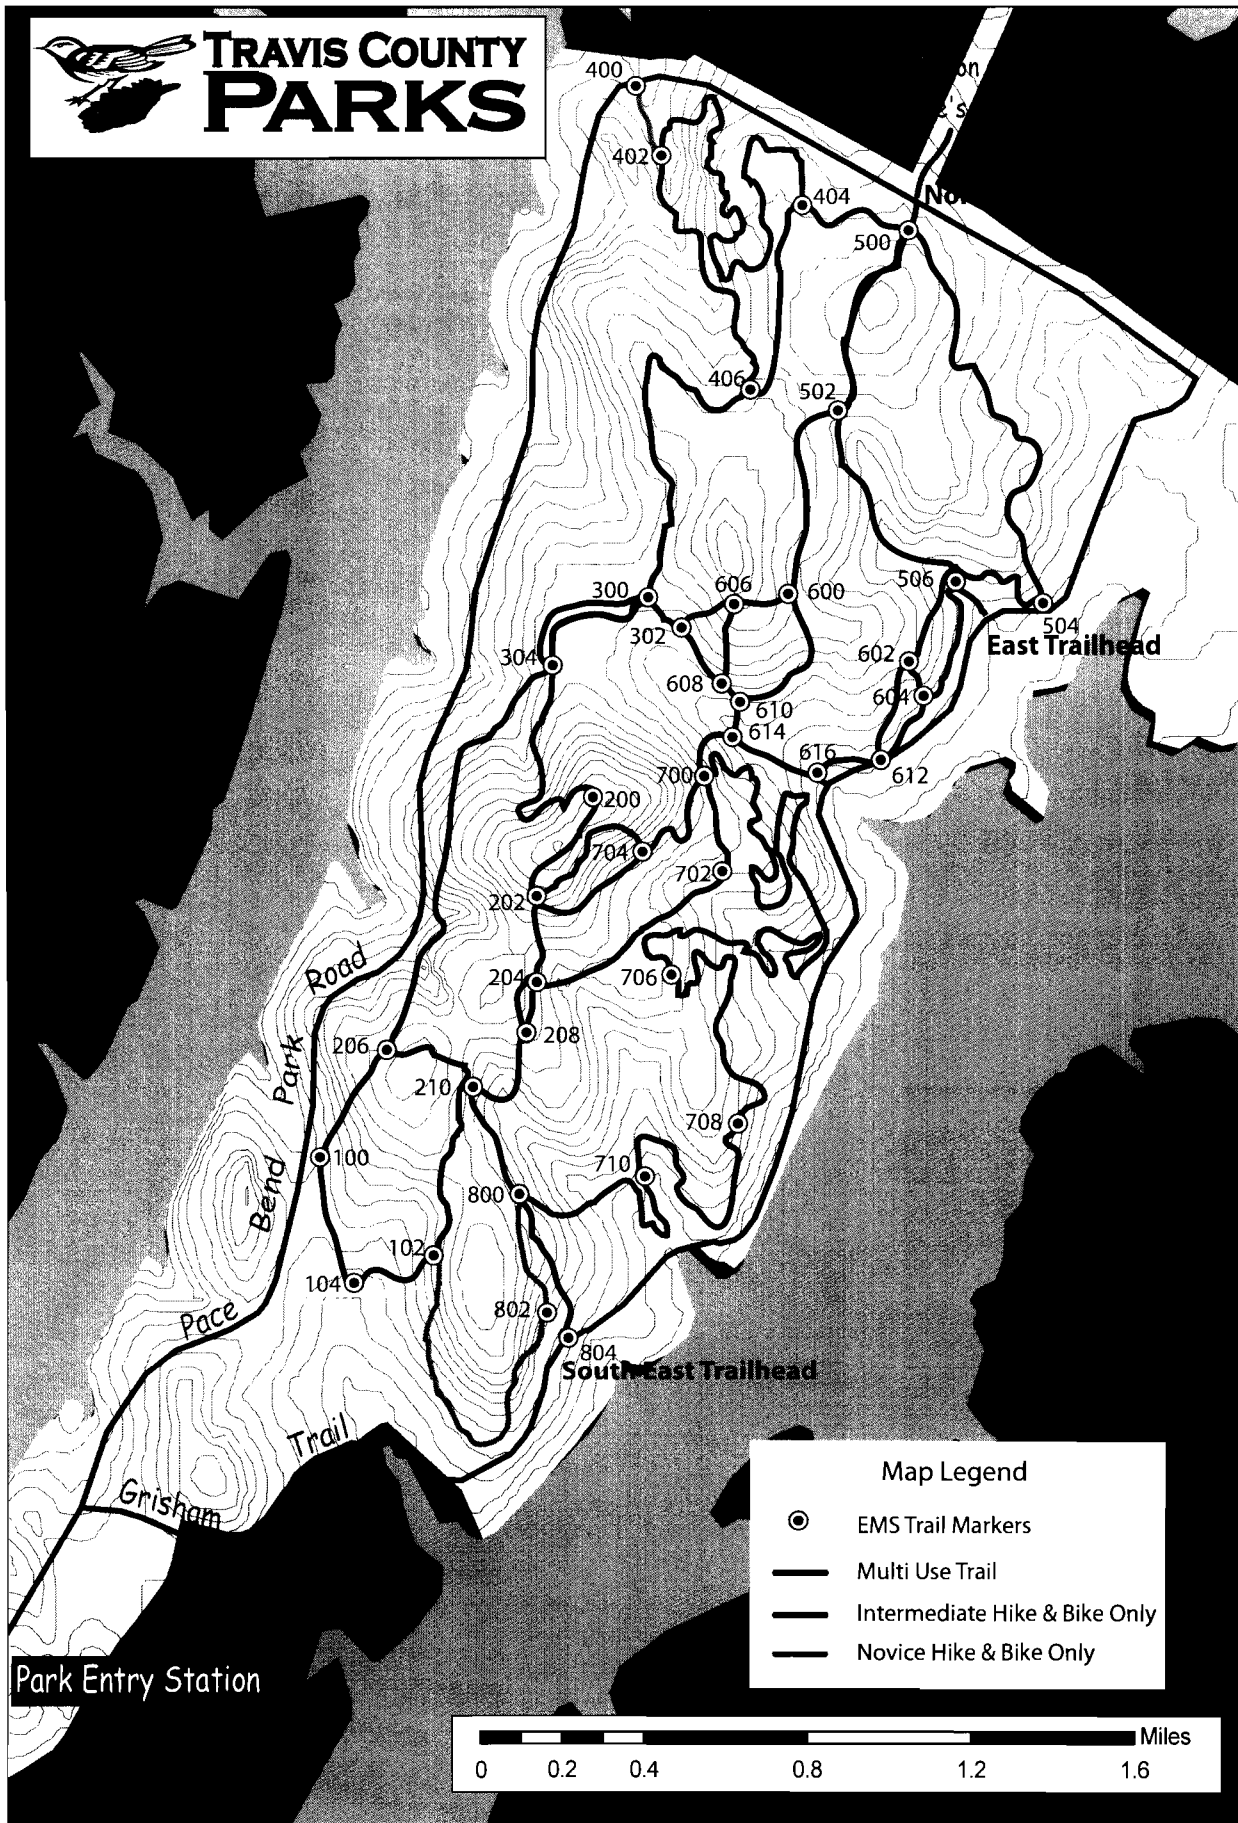 TRAVIS COUNTY
PARKS
400
402
404
500
406
502
300
606
600
506
302
504
East Trailhead
304
602
608
604
610
614
616
612
700
200
704
702
202
204
706
208
206
210
708
100
710
800
102
104
802
804
South East Trailhead
Pace Bend Park Road
Grisham Trail
Park Entry Station
Map Legend
EMS Trail Markers
Multi Use Trail
Intermediate Hike & Bike Only
Novice Hike & Bike Only
Miles
0 0.2 0.4 0.8 1.2 1.6